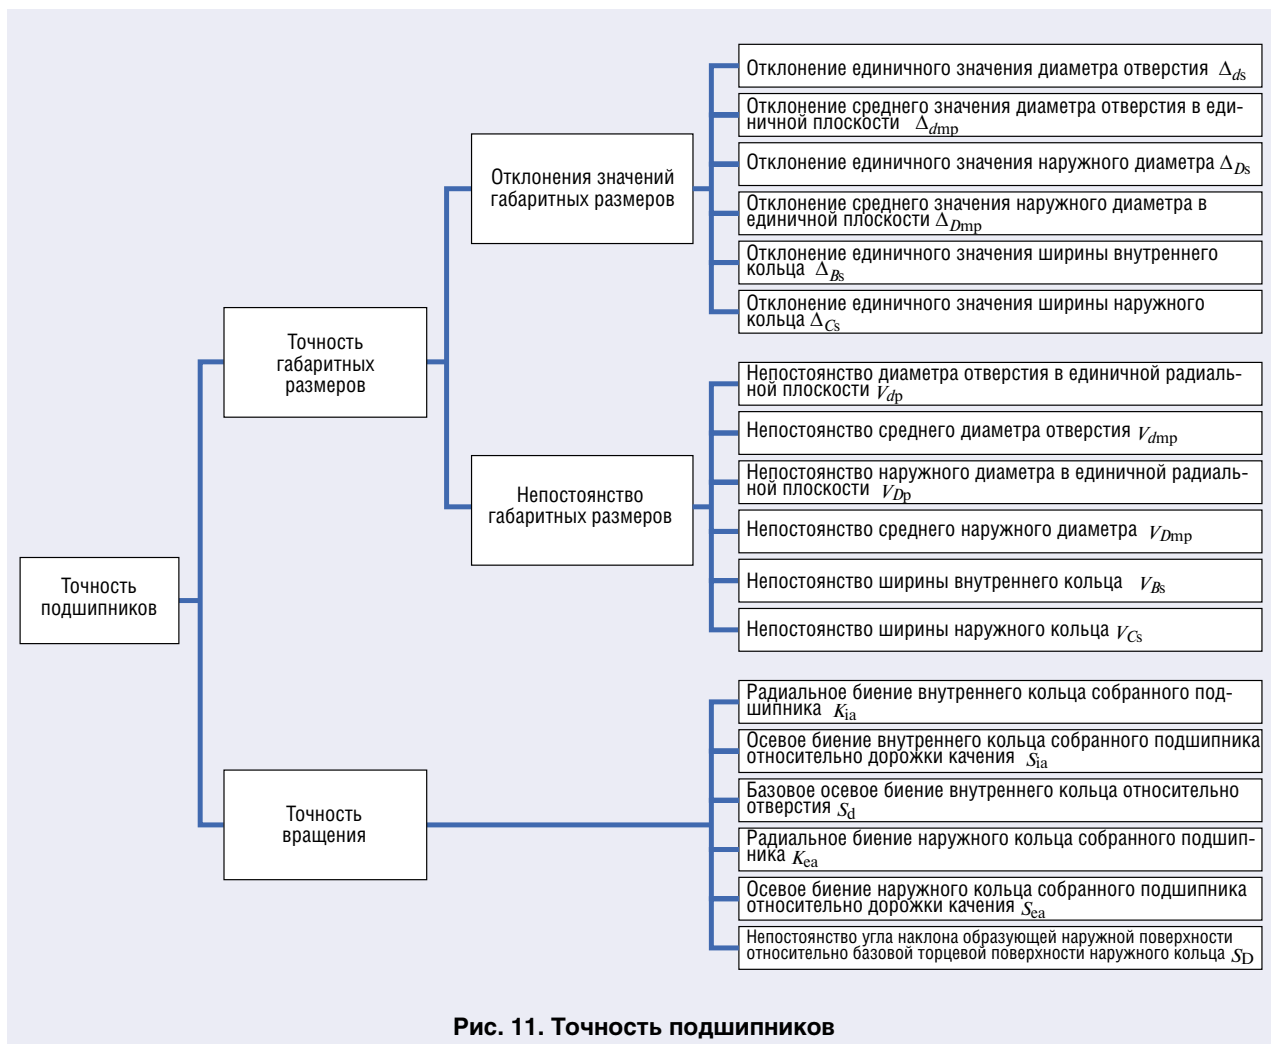 Отклонение единичного значения диаметра отверстия Δds
Отклонение среднего значения диаметра отверстия в еди-
ничной плоскости Δdmp
Отклонение единичного значения наружного диаметра ΔDs
Отклонение среднего значения наружного диаметра в
единичной плоскости ΔDmp
Отклонение единичного значения ширины внутреннего
кольца ΔBs
Отклонение единичного значения ширины наружного
кольца ΔCs
Отклонения значений
габаритных размеров
Точность
габаритных
размеров
Непостоянство диаметра отверстия в единичной радиаль-
ной плоскости Vdp
Непостоянство среднего диаметра отверстия Vdmp
Непостоянство наружного диаметра в единичной радиаль-
ной плоскости VDp
Непостоянство среднего наружного диаметра VDmp
Непостоянство ширины внутреннего кольца VBs
Непостоянство ширины наружного кольца VCs
Непостоянство
габаритных размеров
Точность
подшипников
Радиальное биение внутреннего кольца собранного под-
шипника Kia
Осевое биение внутреннего кольца собранного подшипника
относительно дорожки качения Sia
Базовое осевое биение внутреннего кольца относительно
отверстия Sd
Радиальное биение наружного кольца собранного подшип-
ника Kea
Осевое биение наружного кольца собранного подшипника
относительно дорожки качения Sea
Непостоянство угла наклона образующей наружной поверхности
относительно базовой торцевой поверхности наружного кольца SD
Точность
вращения
Рис. 11. Точность подшипников